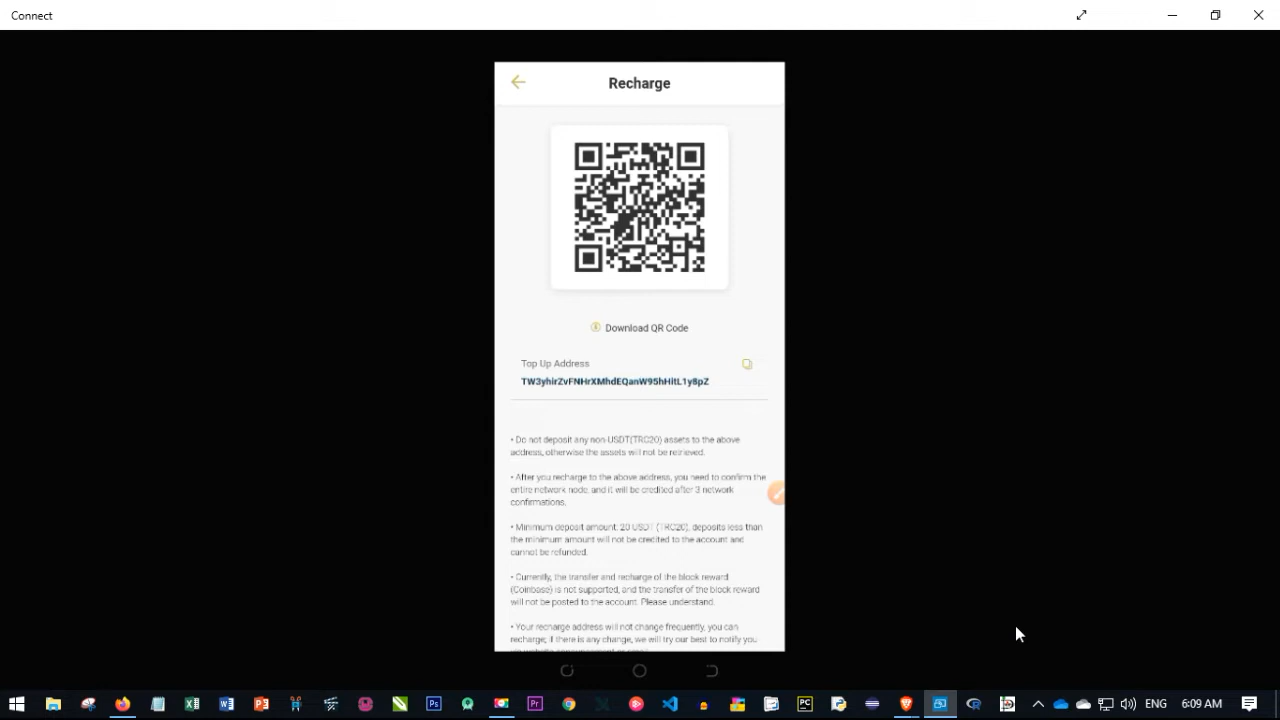 Connect
Recharge
Download QR Code
Top Up Address
TW3yhirZvFNHrXMhdEQanW95hHitL1y8pZ
• Do not deposit any non-USDT(TRC20) assets to the above
address, otherwise the assets will not be retrieved.
• After you recharge to the above address, you need to confirm the
entire network node, and it will be credited after 3 network
confirmations.
• Minimum deposit amount: 20 USDT (TRC20), deposits less than
the minimum amount will not be credited to the account and
cannot be refunded.
• Currently, the transfer and recharge of the block reward
(Coinbase) is not supported, and the transfer of the block reward
will not be posted to the account. Please understand.
• Your recharge address will not change frequently, you can
recharge; if there is any change, we will try our best to notify you
ENG
6:09 AM